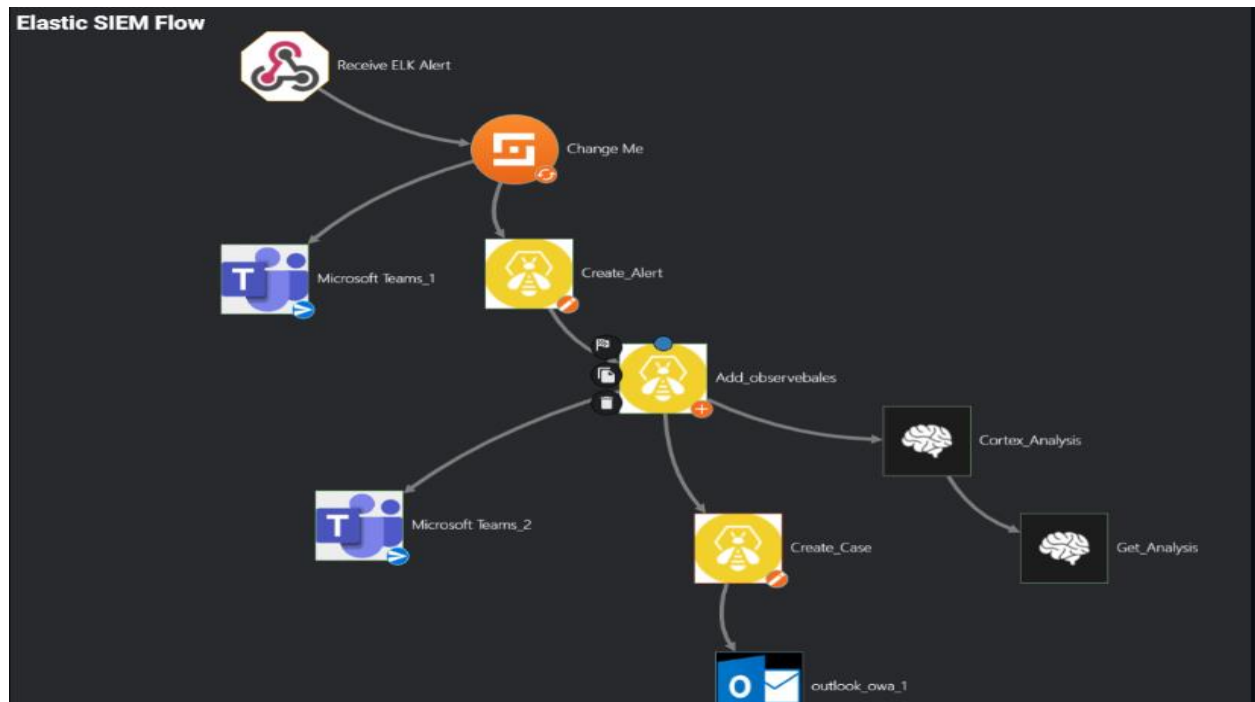 Elastic SIEM Flow
Receive ELK Alert
Change Me
Microsoft Teams_1
Create_Alert
Add_observebales
Cortex_Analysis
Microsoft Teams_2
Create_Case
Get_Analysis
outlook_owa_1